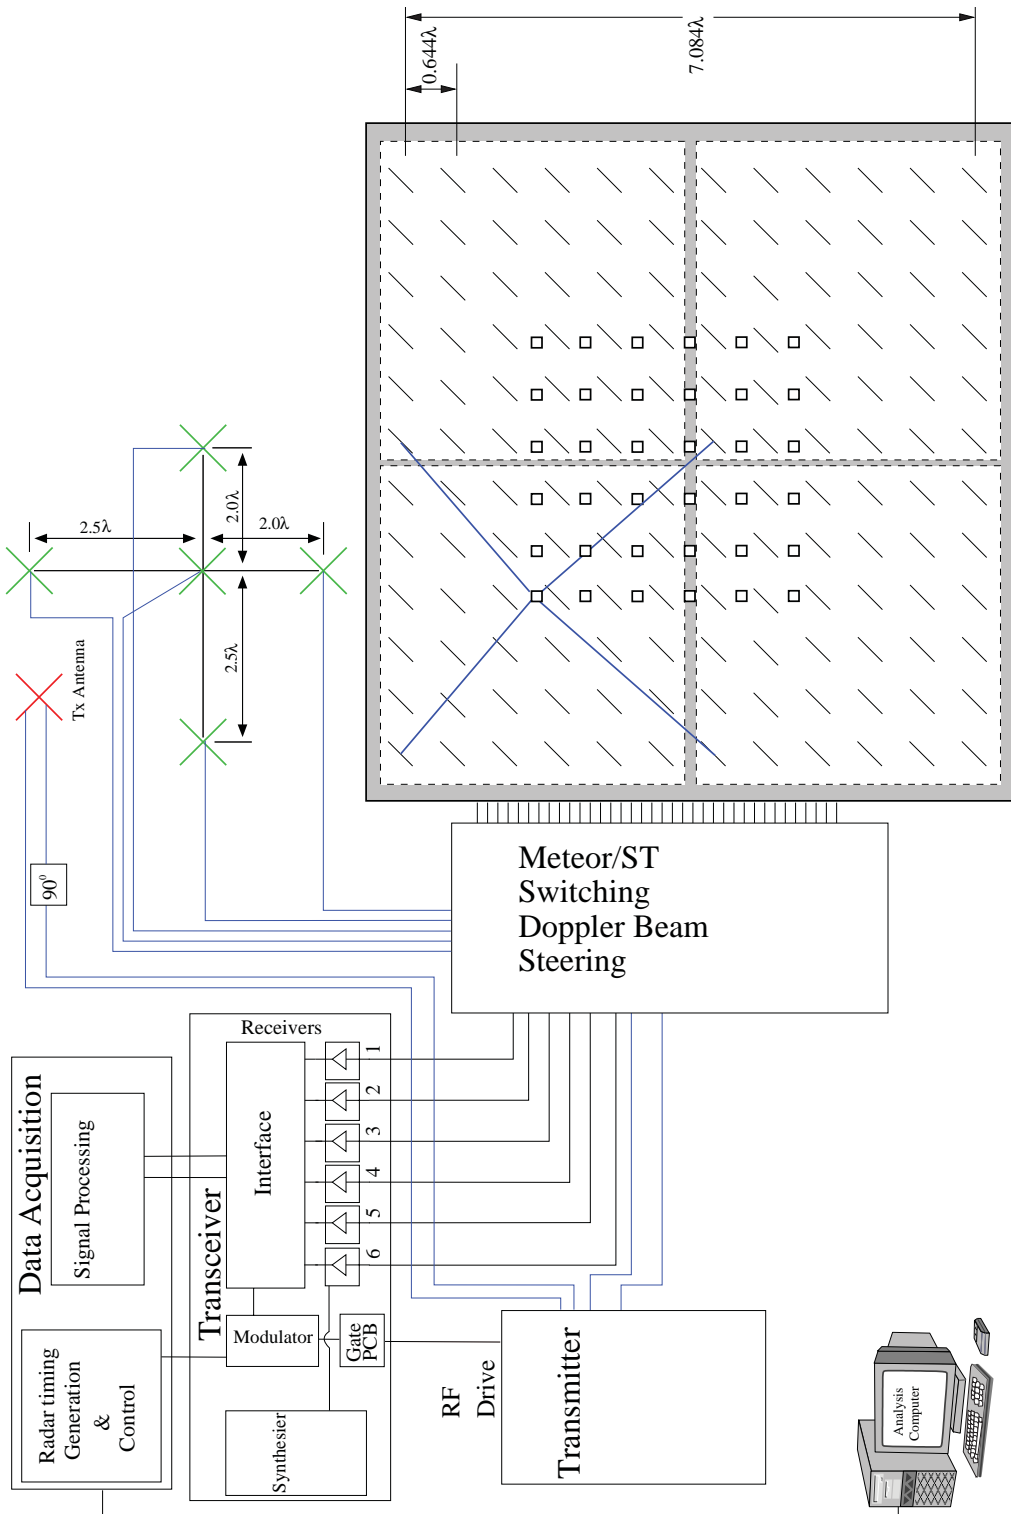 0.644λ
7.084λ
2.5λ
2.0λ
2.0λ
2.5λ
Tx Antenna
90⁰
Meteor/ST
Switching
Doppler Beam
Steering
Receivers
1
2
3
4
5
6
Interface
Transceiver
Data Acquisition
Signal Processing
Radar timing
Generation
&
Control
Modulator
Gate
PCB
Synthesier
RF
Drive
Transmitter
Analysis
Computer